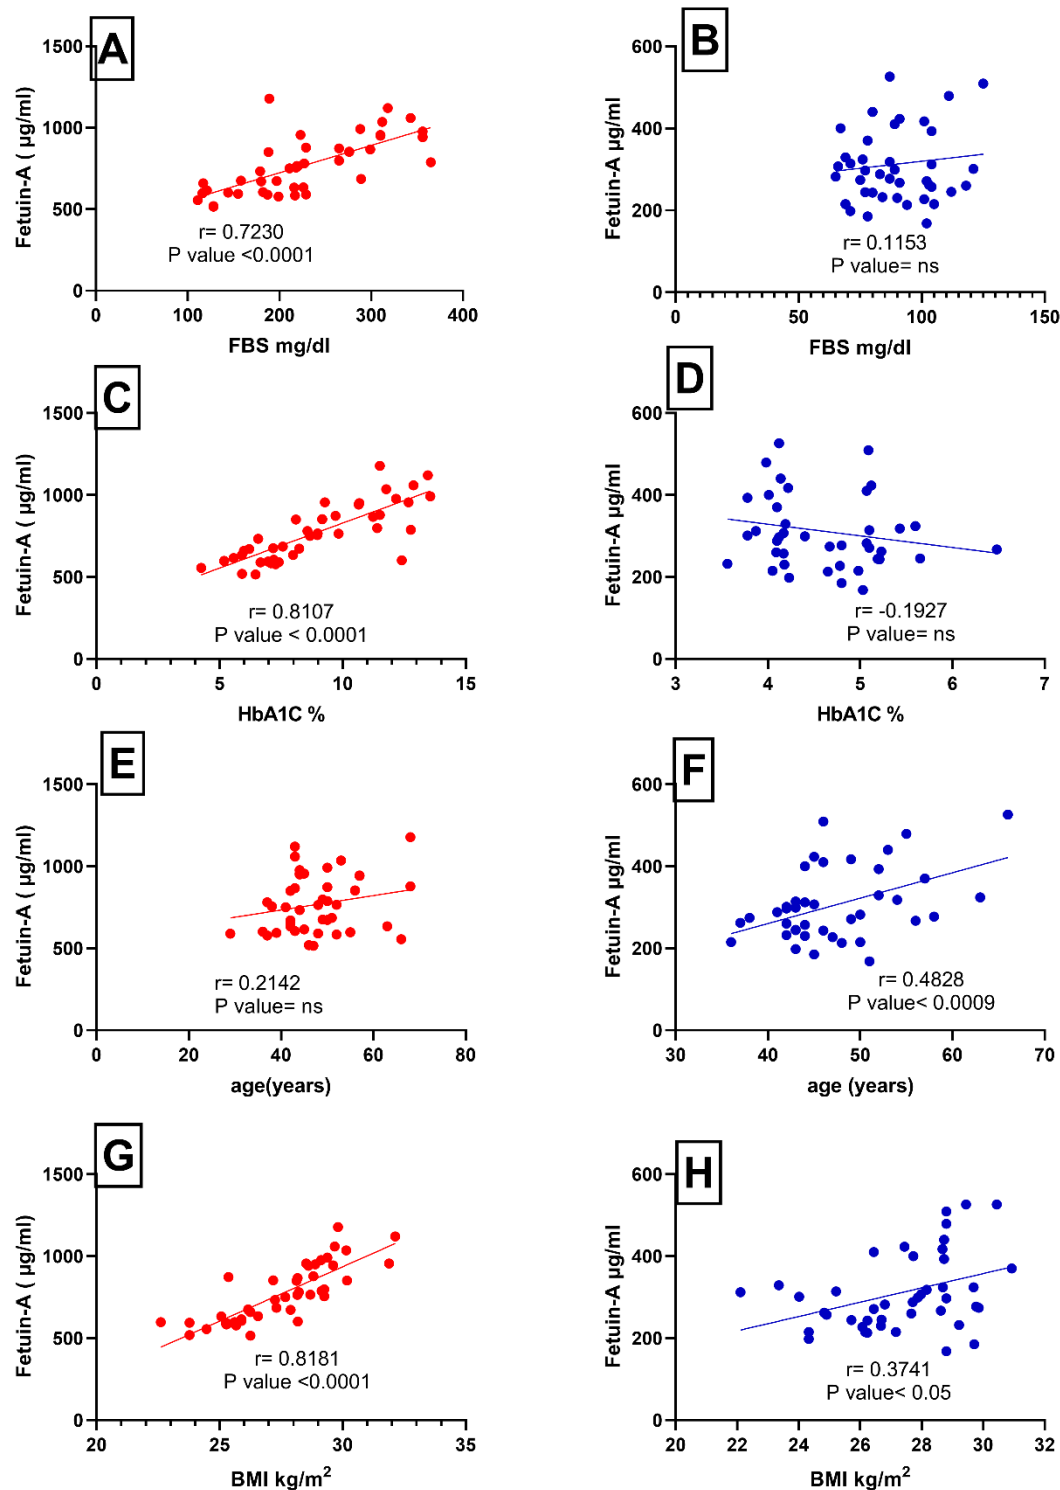 A
Fetuin-A ( µg/ml)
1500
1000
500
0
r= 0.7230
P value <0.0001
0 100 200 300 400
FBS mg/dl
B
Fetuin-A µg/ml
600
400
200
0
r= 0.1153
P value= ns
0 50 100 150
FBS mg/dl
C
Fetuin-A ( µg/ml)
1500
1000
500
0
r= 0.8107
P value < 0.0001
0 5 10 15
HbA1C %
D
Fetuin-A µg/ml
600
400
200
0
r= -0.1927
P value= ns
3 4 5 6 7
HbA1C %
E
Fetuin-A ( µg/ml)
1500
1000
500
0
r= 0.2142
P value= ns
0 20 40 60 80
age(years)
F
Fetuin-A µg/ml
600
400
200
0
r= 0.4828
P value< 0.0009
30 40 50 60 70
age (years)
G
Fetuin-A ( µg/ml)
1500
1000
500
0
r= 0.8181
P value <0.0001
20 25 30 35
BMI kg/m²
H
Fetuin-A µg/ml
600
400
200
0
r= 0.3741
P value< 0.05
20 22 24 26 28 30 32
BMI kg/m²